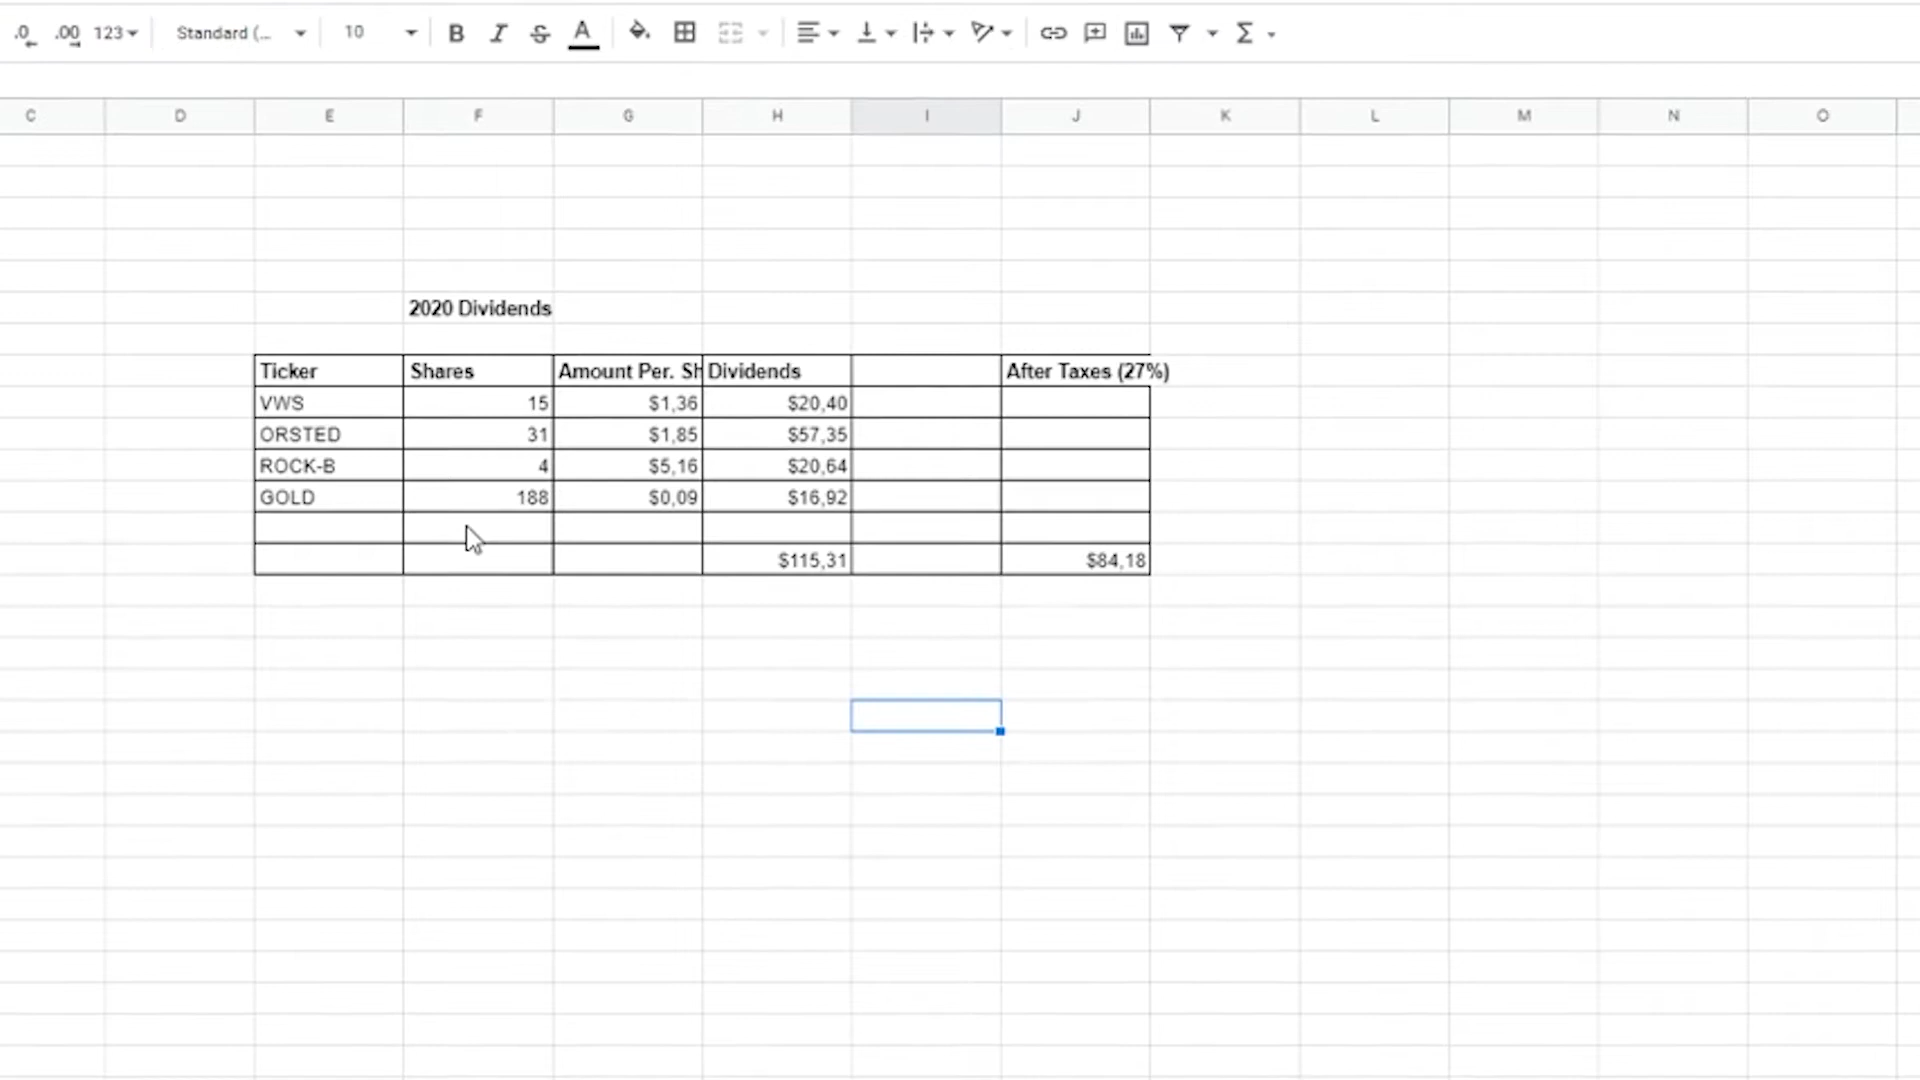 .0 .00 123 Standard (... 10 B I S A Σ
C D E F G H I J K L M N O
2020 Dividends
Ticker Shares Amount Per. Sh Dividends After Taxes (27%)
VWS 15 $1,36 $20,40
ORSTED 31 $1,85 $57,35
ROCK-B 4 $5,16 $20,64
GOLD 188 $0,09 $16,92
$115,31 $84,18